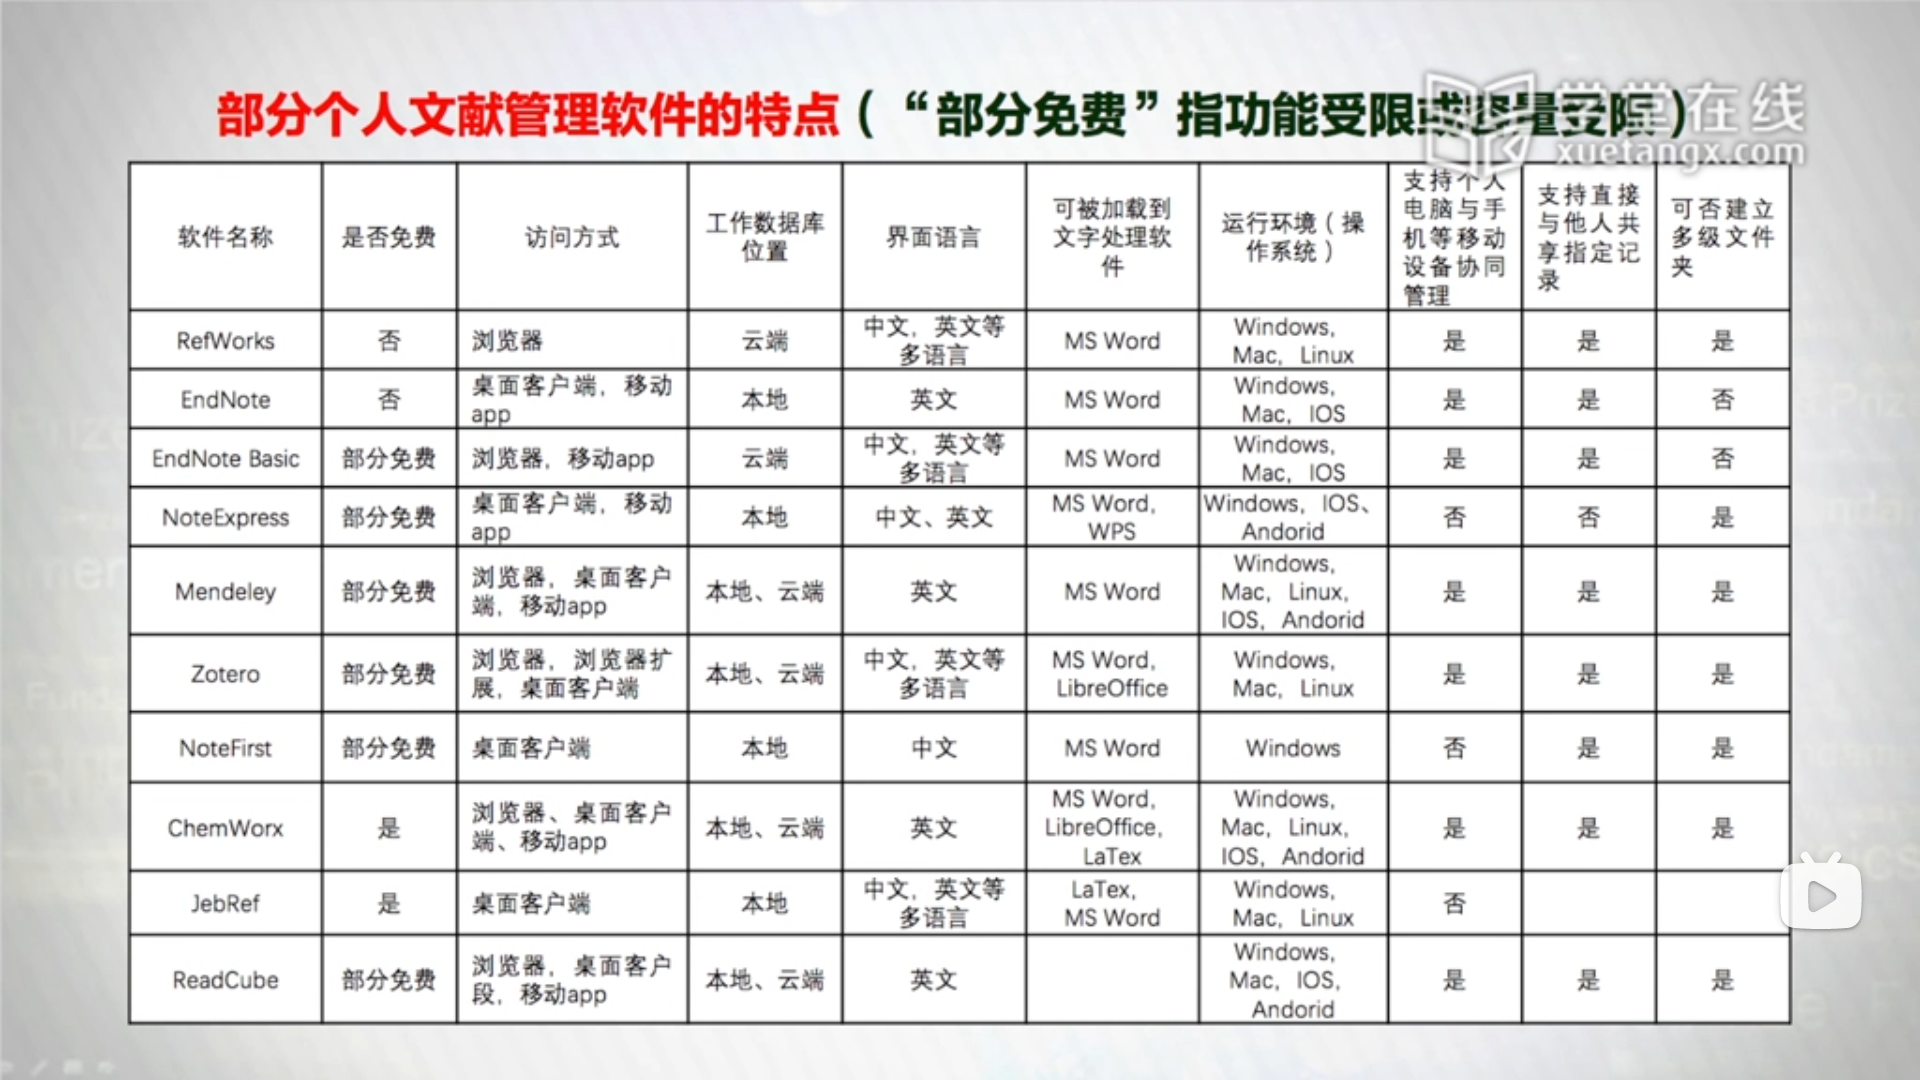 部分个人文献管理软件的特点（“部分免费”指功能受限或容量受限）
学堂在线
xuetangx.com
软件名称 是否免费 访问方式 工作数据库位置 界面语言 可被加载到文字处理软件 运行环境（操作系统） 支持个人电脑与手机等移动设备协同管理 支持直接与他人共享指定记录 可否建立多级文件夹
RefWorks 否 浏览器 云端 中文，英文等多语言 MS Word Windows，Mac，Linux 是 是 是
EndNote 否 桌面客户端，移动app 本地 英文 MS Word Windows，Mac，IOS 是 是 否
EndNote Basic 部分免费 浏览器，移动app 云端 中文，英文等多语言 MS Word Windows，Mac，IOS 是 是 否
NoteExpress 部分免费 桌面客户端，移动app 本地 中文、英文 MS Word，WPS Windows，IOS、Andorid 否 否 是
Mendeley 部分免费 浏览器，桌面客户端，移动app 本地、云端 英文 MS Word Windows，Mac，Linux，IOS，Andorid 是 是 是
Zotero 部分免费 浏览器，浏览器扩展，桌面客户端 本地、云端 中文，英文等多语言 MS Word，LibreOffice Windows，Mac，Linux 是 是 是
NoteFirst 部分免费 桌面客户端 本地 中文 MS Word Windows 否 是 是
ChemWorx 是 浏览器、桌面客户端、移动app 本地、云端 英文 MS Word，LibreOffice，LaTex Windows，Mac，Linux，IOS，Andorid 是 是 是
JebRef 是 桌面客户端 本地 中文，英文等多语言 LaTex，MS Word Windows，Mac，Linux 否
ReadCube 部分免费 浏览器，桌面客户段，移动app 本地、云端 英文 Windows，Mac，IOS，Andorid 是 是 是